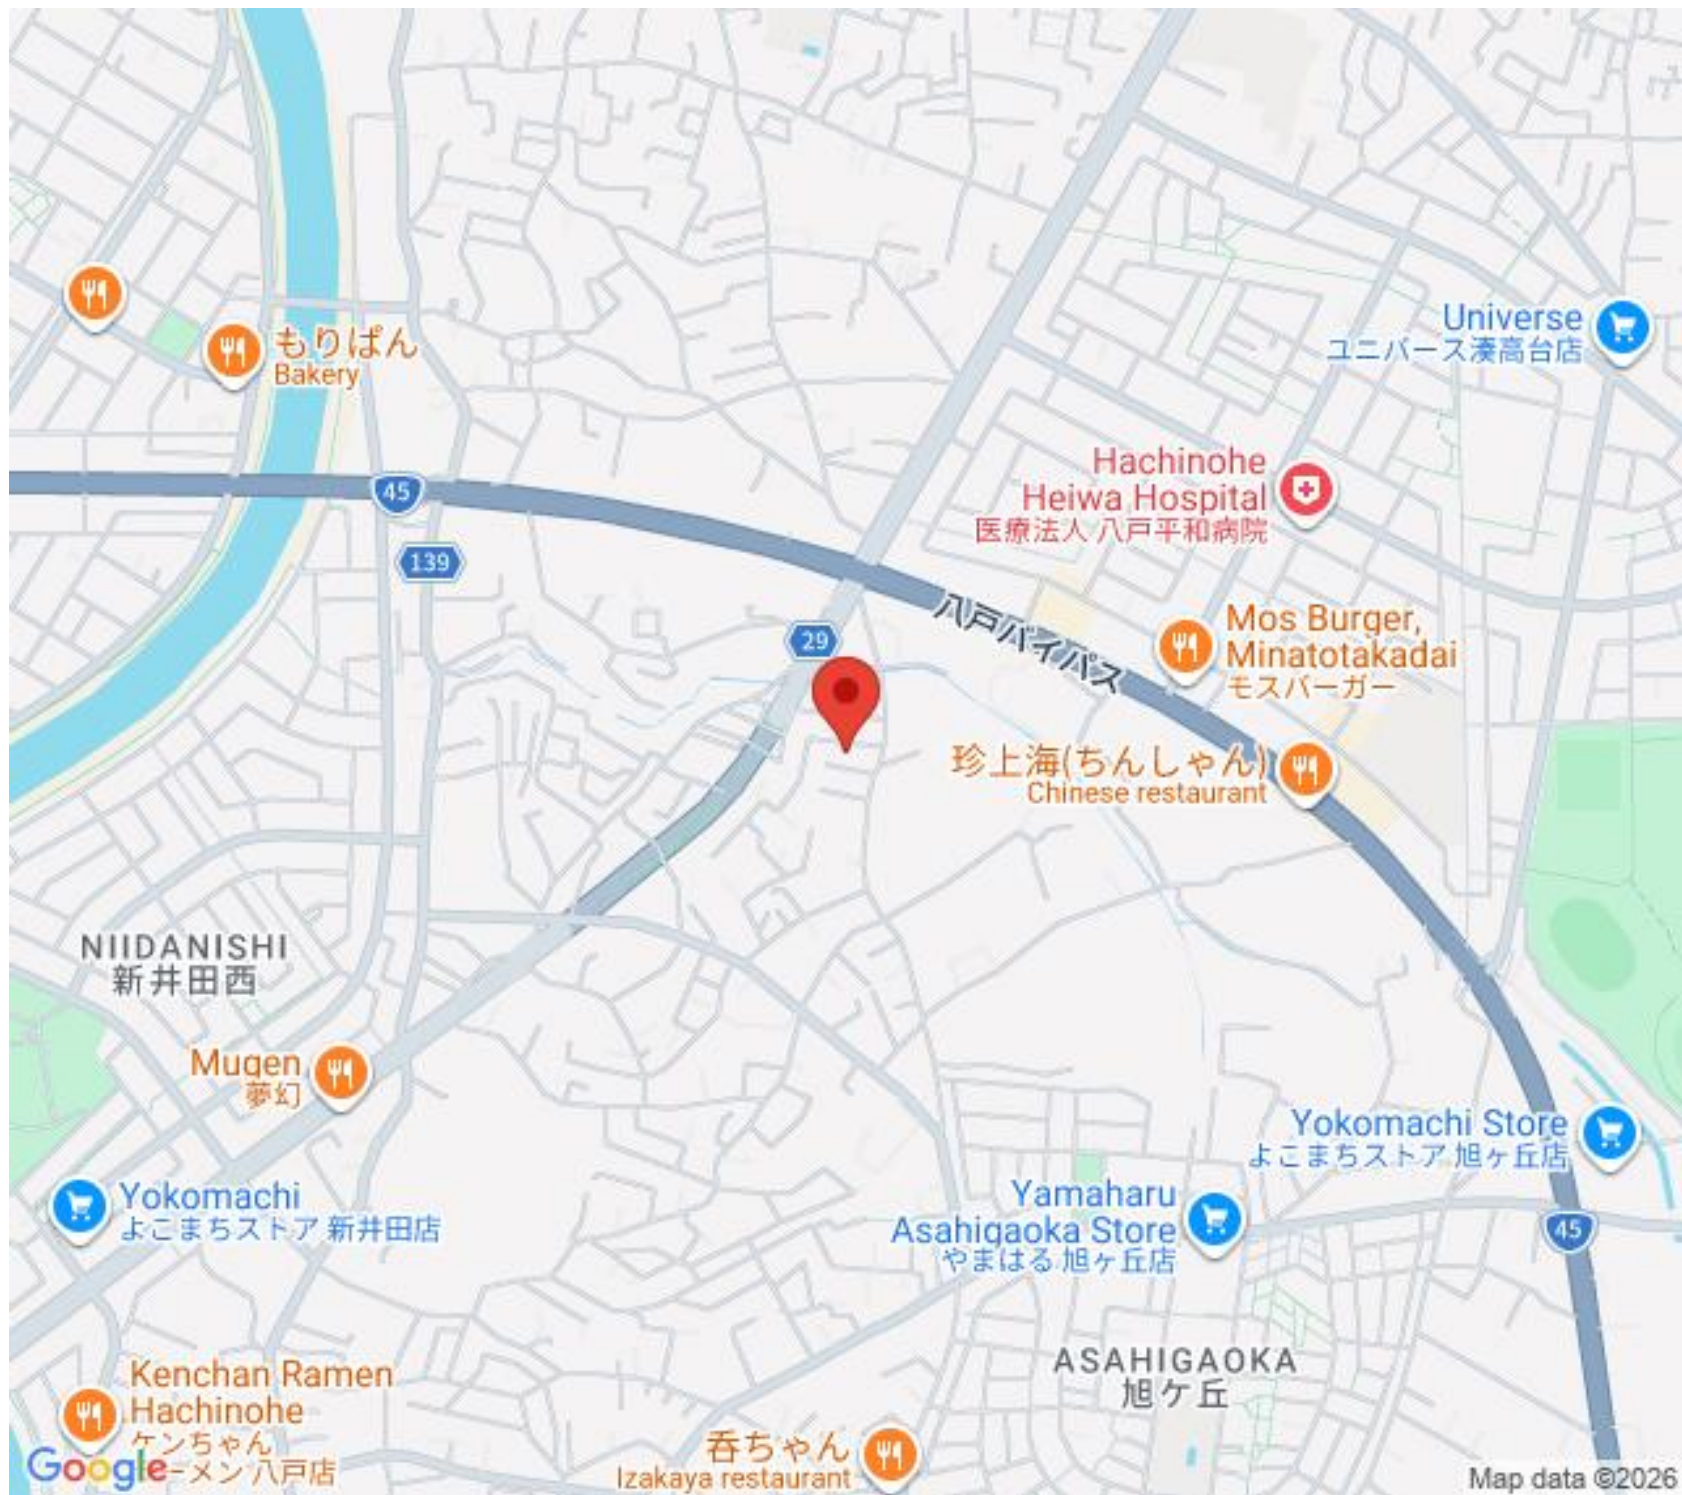 もりぱん
Bakery
Universe
ユニバース湊高台店
Hachinohe
Heiwa Hospital
医療法人 八戸平和病院
45
139
29
八戸バイパス
Mos Burger,
Minatotakadai
モスバーガー
珍上海(ちんしゃん)
Chinese restaurant
NIIDANISHI
新井田西
Mugen
夢幻
Yokomachi Store
よこまちストア 旭ヶ丘店
Yokomachi
よこまちストア 新井田店
Yamaharu
Asahigaoka Store
やまはる 旭ヶ丘店
45
ASAHIGAOKA
旭ケ丘
Kenchan Ramen
Hachinohe
ケンちゃん
ーメン 八戸店
Google
呑ちゃん
Izakaya restaurant
Map data ©2026